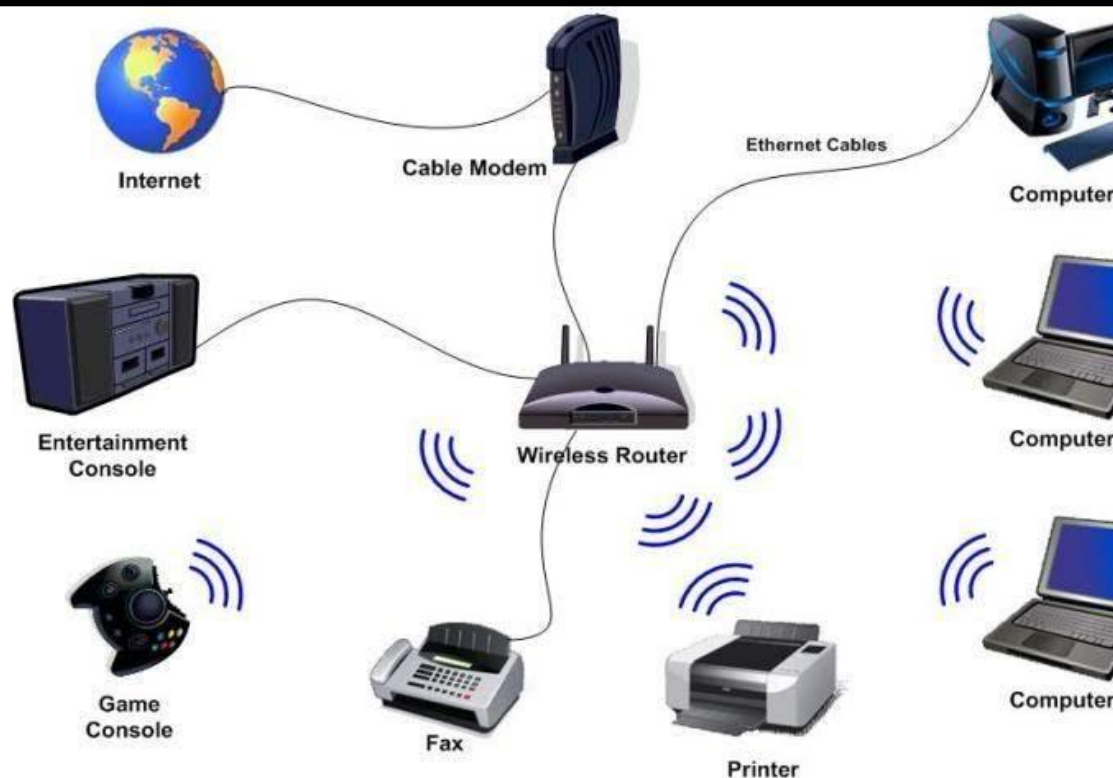 Internet
Cable Modem
Ethernet Cables
Computer
Entertainment
Console
Wireless Router
Computer
Game
Console
Fax
Printer
Computer